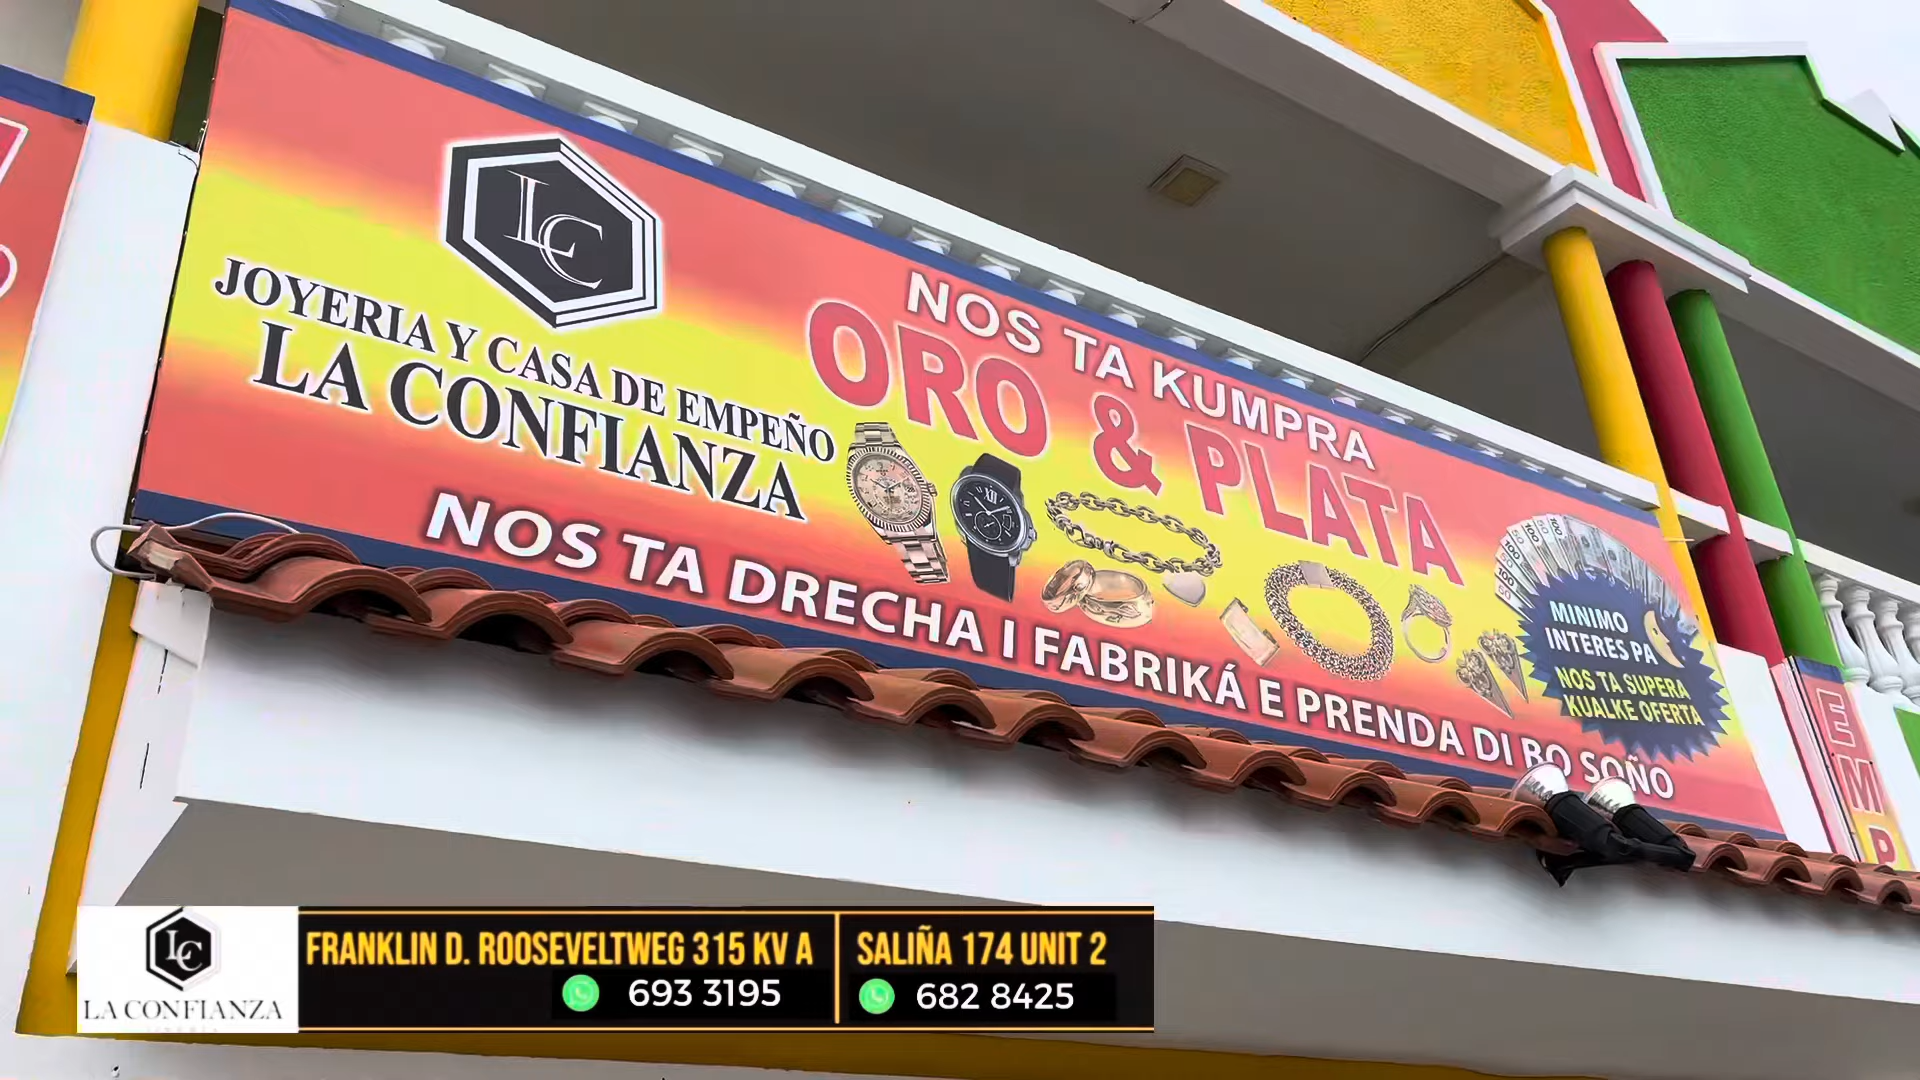 LC
JOYERIA Y CASA DE EMPEÑO
LA CONFIANZA
NOS TA KUMPRA
ORO & PLATA
NOS TA DRECHA I FABRIKÁ E PRENDA DI BO SOÑO
MINIMO
INTERES PA
NOS TA SUPERA
KUALKE OFERTA
EMP
LC
LA CONFIANZA
FRANKLIN D. ROOSEVELTWEG 315 KV A
693 3195
SALIÑA 174 UNIT 2
682 8425